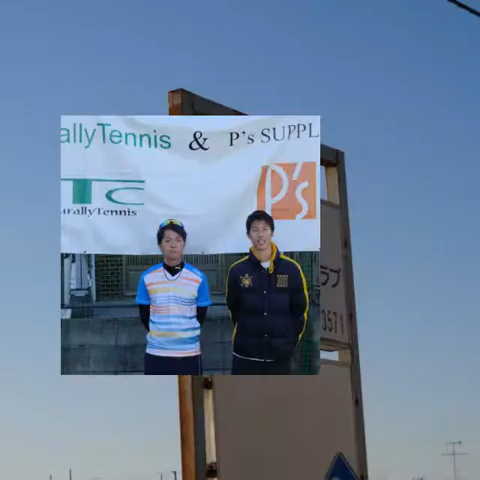 allyTennis & P's SUPPL
TC
urallyTennis
P's
ラブ
3571